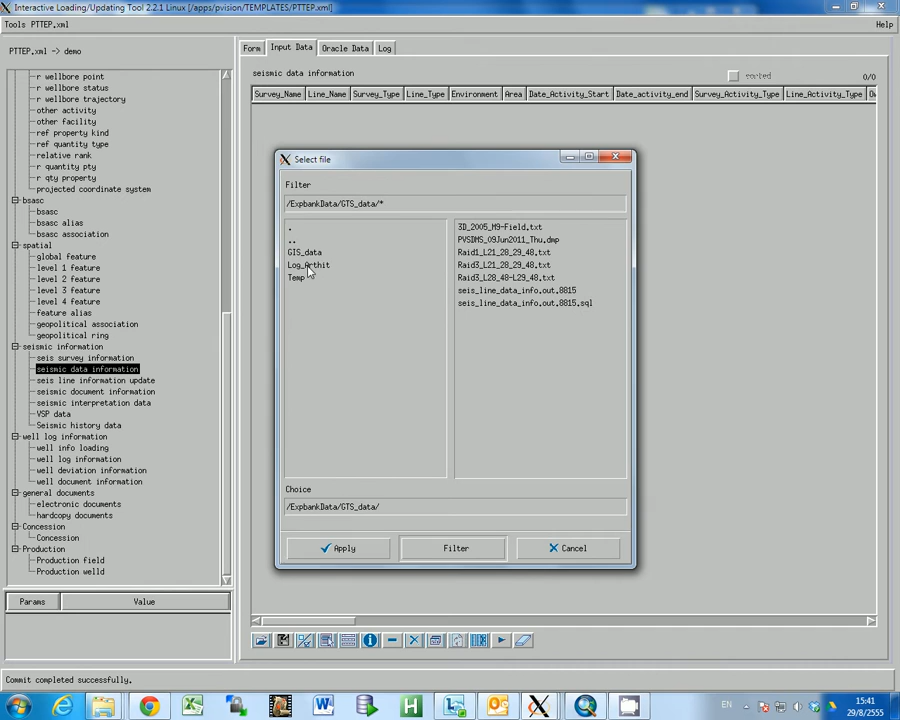 Interactive Loading/Updating Tool 2.2.1 Linux [/apps/pvision/TEMPLATES/PTTEP.xml]
Tools PTTEP.xml
Help
PTTEP.xml -> demo
r wellbore point
r wellbore status
r wellbore trajectory
other activity
other facility
ref property kind
ref quantity type
relative rank
r quantity pty
r qty property
projected coordinate system
bsasc
bsasc
bsasc alias
bsasc association
spatial
global feature
level 1 feature
level 2 feature
level 3 feature
level 4 feature
feature alias
geopolitical association
geopolitical ring
seismic information
seis survey information
seismic data information
seis line information update
seismic document information
seismic interpretation data
VSP data
Seismic history data
well log information
well info loading
well log information
well deviation information
well document information
general documents
electronic documents
hardcopy documents
Concession
Concession
Production
Production field
Production welld
Params Value
Commit completed successfully.
Form Input Data Oracle Data Log
seismic data information
sorted
0/0
Survey_Name Line_Name Survey_Type Line_Type Environment Area Date_Activity_Start Date_activity_end Survey_Activity_Type Line_Activity_Type
Select file
Filter
/ExpbankData/GTS_data/*
.
..
GIS_data
Log_Arthit
Temp
3D_2005_M9-Field.txt
PVSDMS_09Jun2011_Thu.dmp
Raid1_L21_28_29_48.txt
Raid3_L21_28_29_48.txt
Raid3_L28_48-L29_48.txt
seis_line_data_info.out.8815
seis_line_data_info.out.8815.sql
Choice
/ExpbankData/GTS_data/
Apply Filter Cancel
EN
15:41
29/8/2555